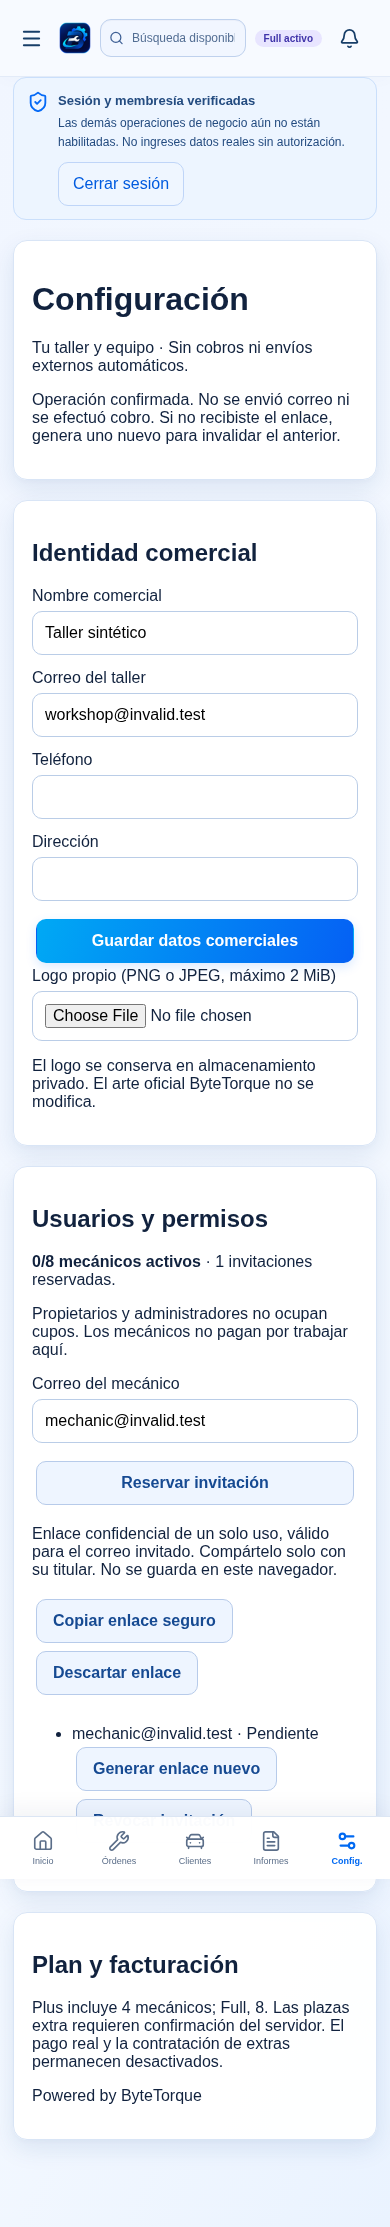 Búsqueda disponib
Full activo
Sesión y membresía verificadas
Las demás operaciones de negocio aún no están
habilitadas. No ingreses datos reales sin autorización.
Cerrar sesión
Configuración
Tu taller y equipo · Sin cobros ni envíos
externos automáticos.
Operación confirmada. No se envió correo ni
se efectuó cobro. Si no recibiste el enlace,
genera uno nuevo para invalidar el anterior.
Identidad comercial
Nombre comercial
Taller sintético
Correo del taller
workshop@invalid.test
Teléfono
Dirección
Guardar datos comerciales
Logo propio (PNG o JPEG, máximo 2 MiB)
Choose File No file chosen
El logo se conserva en almacenamiento
privado. El arte oficial ByteTorque no se
modifica.
Usuarios y permisos
0/8 mecánicos activos · 1 invitaciones
reservadas.
Propietarios y administradores no ocupan
cupos. Los mecánicos no pagan por trabajar
aquí.
Correo del mecánico
mechanic@invalid.test
Reservar invitación
Enlace confidencial de un solo uso, válido
para el correo invitado. Compártelo solo con
su titular. No se guarda en este navegador.
Copiar enlace seguro
Descartar enlace
mechanic@invalid.test · Pendiente
Generar enlace nuevo
Inicio
Órdenes
Clientes
Informes
Config.
Plan y facturación
Plus incluye 4 mecánicos; Full, 8. Las plazas
extra requieren confirmación del servidor. El
pago real y la contratación de extras
permanecen desactivados.
Powered by ByteTorque